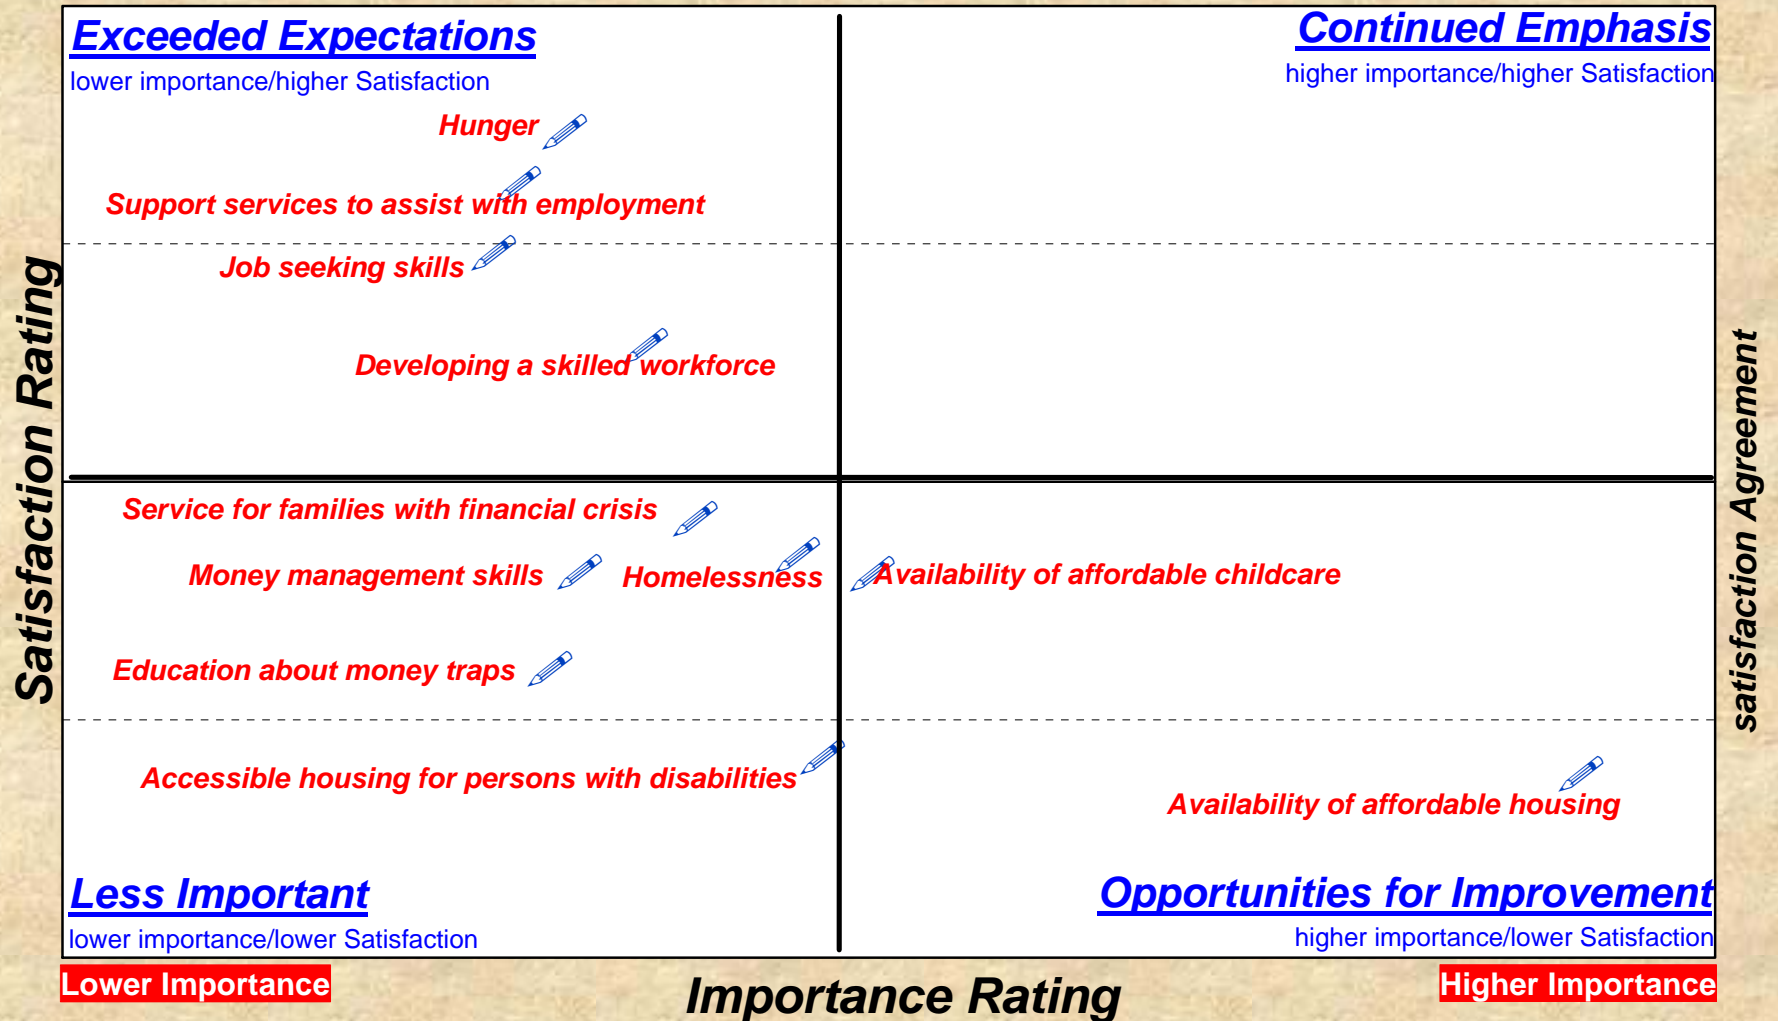 Exceeded Expectations
lower importance/higher Satisfaction
Continued Emphasis
higher importance/higher Satisfaction
Hunger
Support services to assist with employment
Job seeking skills
Developing a skilled workforce
Satisfaction Rating
satisfaction Agreement
Service for families with financial crisis
Money management skills
Homelessness
Availability of affordable childcare
Education about money traps
Accessible housing for persons with disabilities
Availability of affordable housing
Less Important
lower importance/lower Satisfaction
Opportunities for Improvement
higher importance/lower Satisfaction
Lower Importance
Importance Rating
Higher Importance